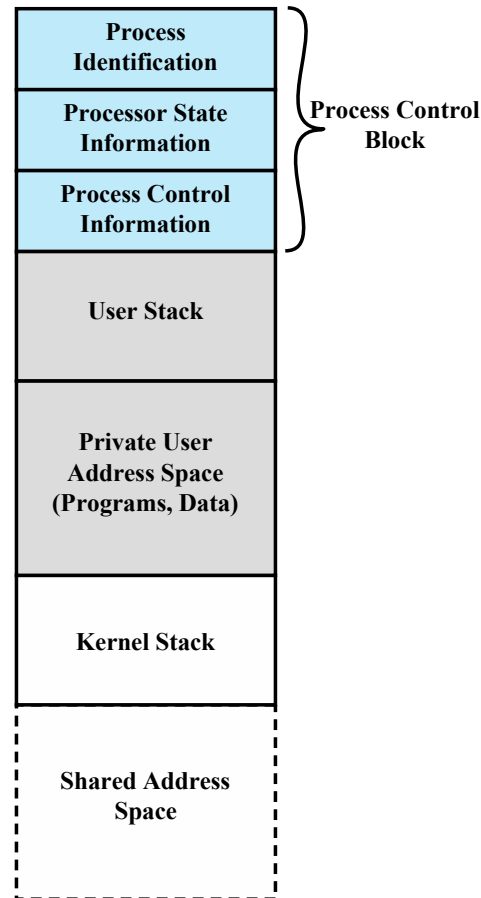 Process
Identification
Processor State
Information
Process Control
Information
Process Control
Block
User Stack
Private User
Address Space
(Programs, Data)
Kernel Stack
Shared Address
Space